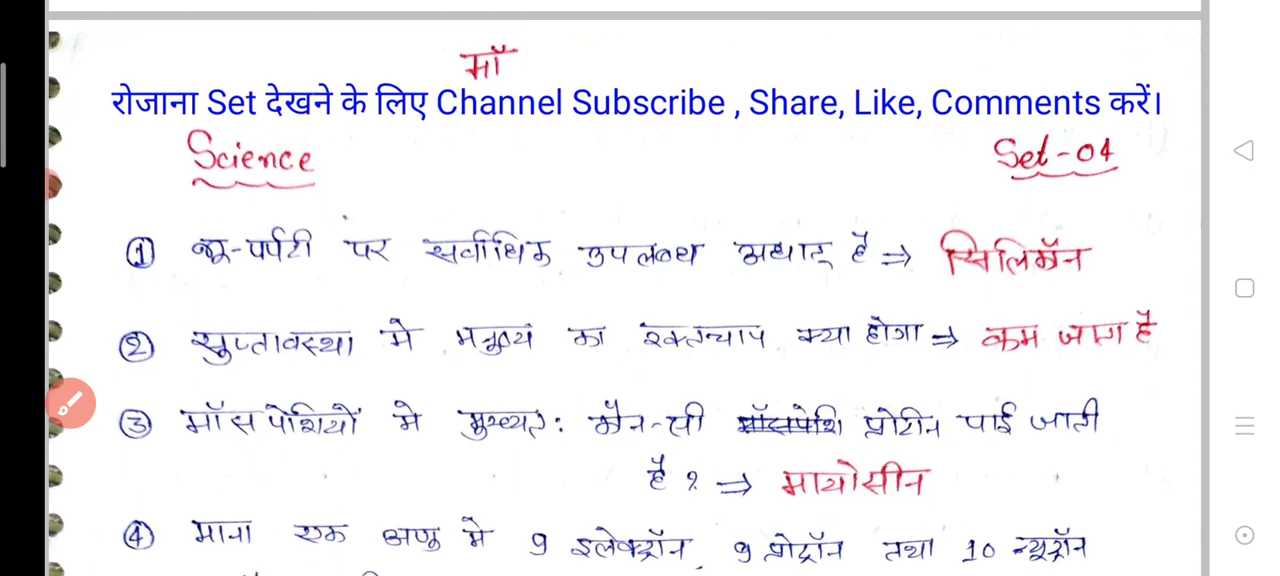 माँ
रोजाना Set देखने के लिए Channel Subscribe , Share, Like, Comments करें।
Science Set-04
① भू-पर्पटी पर सर्वाधिक उपलब्ध अधातु है ⇒ सिलिकॉन
② सुप्तावस्था मे मनुष्य का रक्तचाप क्या होगा ⇒ कम जाता है
③ माँसपेशियों मे मुख्यत: कौन-सी प्रोटीन पाई जाती
है ? ⇒ मायोसीन
④ माना एक अणु मे 9 इलेक्ट्रॉन, 9 प्रोट्रॉन तथा 10 न्यूट्रॉन